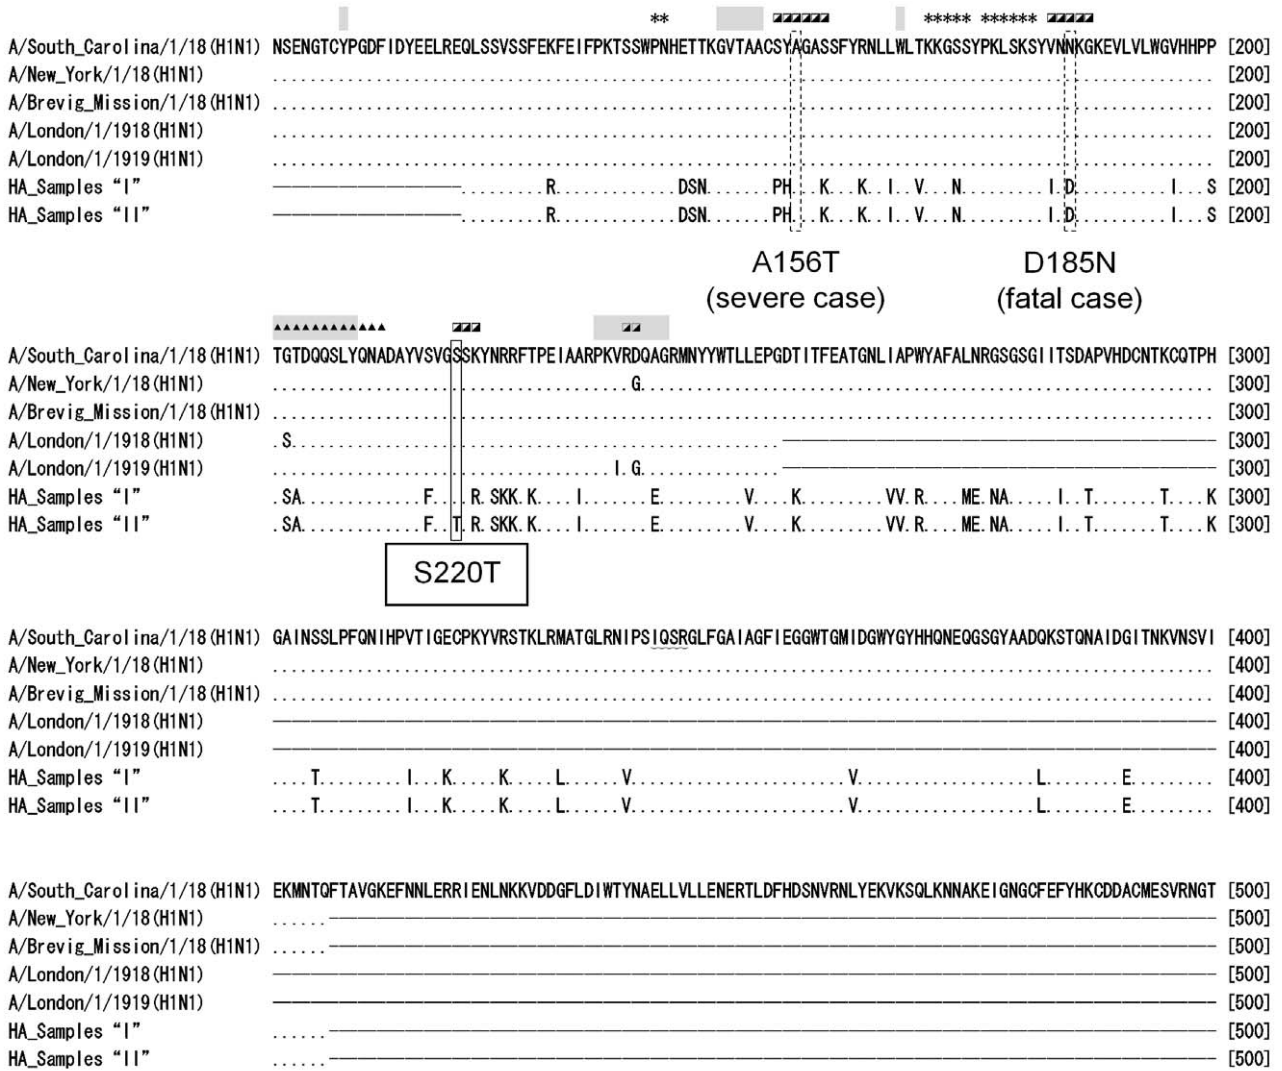 ** ***** ******
A/South_Carolina/1/18(H1N1) NSENGTCYPGDFIDYEELREQLSSVSSFEKFEIFPKTSSWPNHETTKGVTAACSYAGASSFYRNLLWLTKKGSSYPKLSKSYVNNKGKEVLVLWGVHHPP [200]
A/New_York/1/18(H1N1) .................................................................................................... [200]
A/Brevig_Mission/1/18(H1N1) .................................................................................................... [200]
A/London/1/1918(H1N1) .................................................................................................... [200]
A/London/1/1919(H1N1) .................................................................................................... [200]
HA_Samples “I” --------------------.........R.............DSN.......PH...K...K..I..V...N.........I.D..........I...S [200]
HA_Samples “II” --------------------.........R.............DSN.......PH...K...K..I..V...N.........I.D..........I...S [200]
A156T
(severe case)
D185N
(fatal case)
A/South_Carolina/1/18(H1N1) TGTDQQSLYQNADAYVSVGSSKYNRRFTPEIAARPKVRDQAGRMNYYWTLLEPGDTITFEATGNLIAPWYAFALNRGSGSGIITSDAPVHDCNTKCQTPH [300]
A/New_York/1/18(H1N1) ......................................G............................................................. [300]
A/Brevig_Mission/1/18(H1N1) .................................................................................................... [300]
A/London/1/1918(H1N1) .S....................................................---------------------------------------------- [300]
A/London/1/1919(H1N1) ....................................I.G...............---------------------------------------------- [300]
HA_Samples “I” .SA.............F....R.SKK.K....I.......E.........V....K.........VV.R....ME.NA.....I..T.......T....K [300]
HA_Samples “II” .SA.............F..T.R.SKK.K....I.......E.........V....K.........VV.R....ME.NA.....I..T.......T....K [300]
S220T
A/South_Carolina/1/18(H1N1) GAINSSLPFQNIHPVTIGECPKYVRSTKLRMATGLRNIPSIQSRGLFGAIAGFIEGGWTGMIDGWYGYHHQNEQGSGYAADQKSTQNAIDGITNKVNSVI [400]
A/New_York/1/18(H1N1) .................................................................................................... [400]
A/Brevig_Mission/1/18(H1N1) .................................................................................................... [400]
A/London/1/1918(H1N1) ---------------------------------------------------------------------------------------------------- [400]
A/London/1/1919(H1N1) ---------------------------------------------------------------------------------------------------- [400]
HA_Samples “I” ....T.........I...K.....K.....L......V.......................V...................L........E......... [400]
HA_Samples “II” ....T.........I...K.....K.....L......V.......................V...................L........E......... [400]
A/South_Carolina/1/18(H1N1) EKMNTQFTAVGKEFNNLERRIENLNKKVDDGFLDIWTYNAELLVLLENERTLDFHDSNVRNLYEKVKSQLKNNAKEIGNGCFEFYHKCDDACMESVRNGT [500]
A/New_York/1/18(H1N1) ......---------------------------------------------------------------------------------------------- [500]
A/Brevig_Mission/1/18(H1N1) ......---------------------------------------------------------------------------------------------- [500]
A/London/1/1918(H1N1) ---------------------------------------------------------------------------------------------------- [500]
A/London/1/1919(H1N1) ---------------------------------------------------------------------------------------------------- [500]
HA_Samples “I” ......---------------------------------------------------------------------------------------------- [500]
HA_Samples “II” ......---------------------------------------------------------------------------------------------- [500]